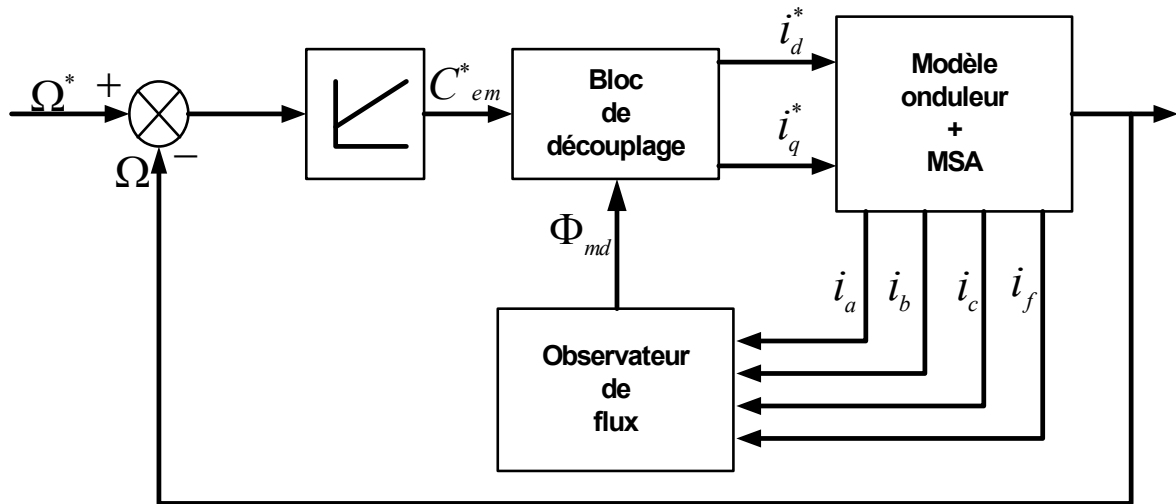 Ω* +
Ω −
C*em
Bloc
de
découplage
i*d
i*q
Modèle
onduleur
+
MSA
Φmd
ia ib ic if
Observateur
de
flux